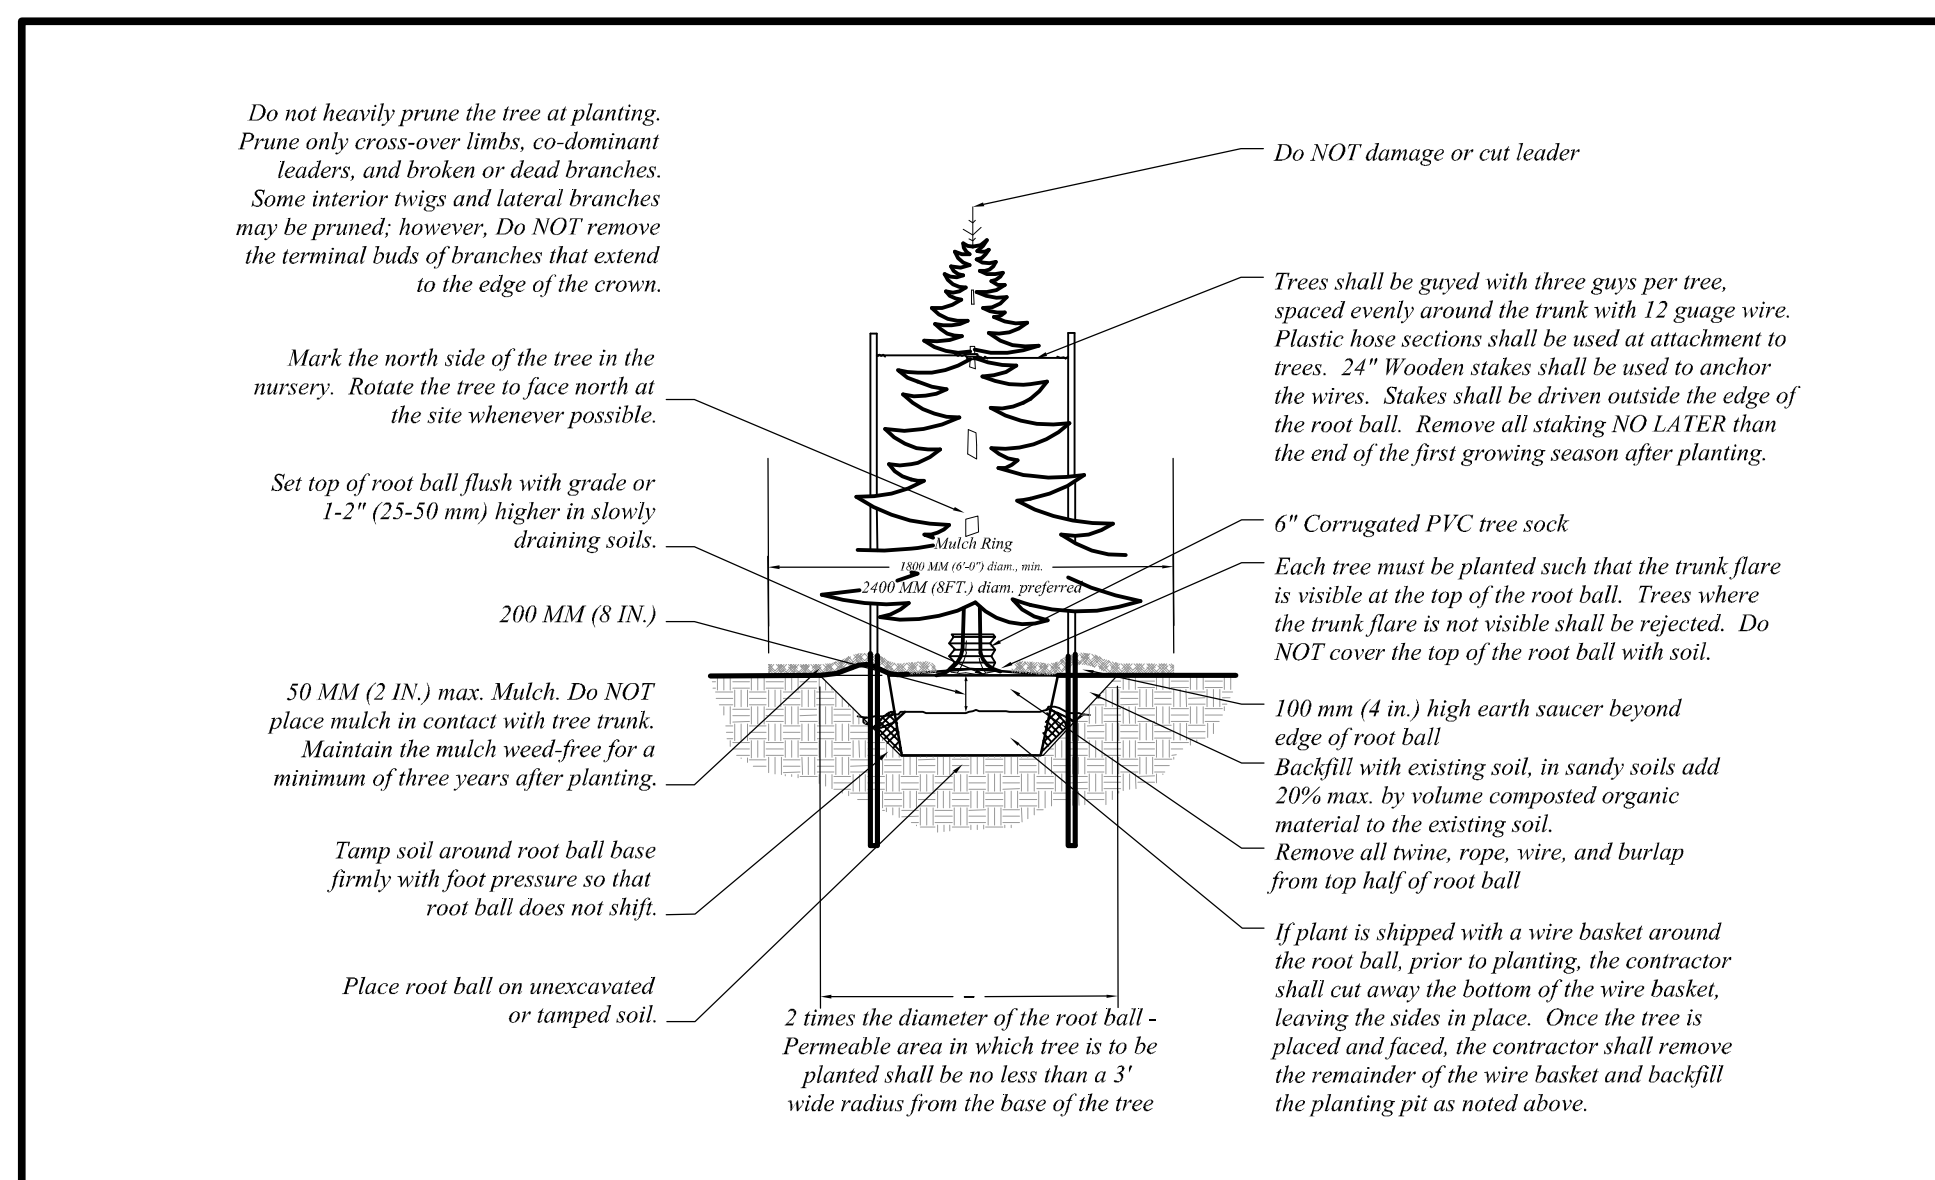 Do not heavily prune the tree at planting.
Prune only cross-over limbs, co-dominant
leaders, and broken or dead branches.
Some interior twigs and lateral branches
may be pruned; however, Do NOT remove
the terminal buds of branches that extend
to the edge of the crown.
Mark the north side of the tree in the
nursery.  Rotate the tree to face north at
the site whenever possible.
Set top of root ball flush with grade or
1-2" (25-50 mm) higher in slowly
draining soils.
200 MM (8 IN.)
50 MM (2 IN.) max. Mulch. Do NOT
place mulch in contact with tree trunk.
Maintain the mulch weed-free for a
minimum of three years after planting.
Tamp soil around root ball base
firmly with foot pressure so that
root ball does not shift.
Place root ball on unexcavated
or tamped soil.
Mulch Ring
1800 MM (6'-0") diam., min.
2400 MM (8FT.) diam. preferred
2 times the diameter of the root ball -
Permeable area in which tree is to be
planted shall be no less than a 3'
wide radius from the base of the tree
Do NOT damage or cut leader
Trees shall be guyed with three guys per tree,
spaced evenly around the trunk with 12 guage wire.
Plastic hose sections shall be used at attachment to
trees.  24" Wooden stakes shall be used to anchor
the wires.  Stakes shall be driven outside the edge of
the root ball.  Remove all staking NO LATER than
the end of the first growing season after planting.
6" Corrugated PVC tree sock
Each tree must be planted such that the trunk flare
is visible at the top of the root ball.  Trees where
the trunk flare is not visible shall be rejected.  Do
NOT cover the top of the root ball with soil.
100 mm (4 in.) high earth saucer beyond
edge of root ball
Backfill with existing soil, in sandy soils add
20% max. by volume composted organic
material to the existing soil.
Remove all twine, rope, wire, and burlap
from top half of root ball
If plant is shipped with a wire basket around
the root ball, prior to planting, the contractor
shall cut away the bottom of the wire basket,
leaving the sides in place.  Once the tree is
placed and faced, the contractor shall remove
the remainder of the wire basket and backfill
the planting pit as noted above.